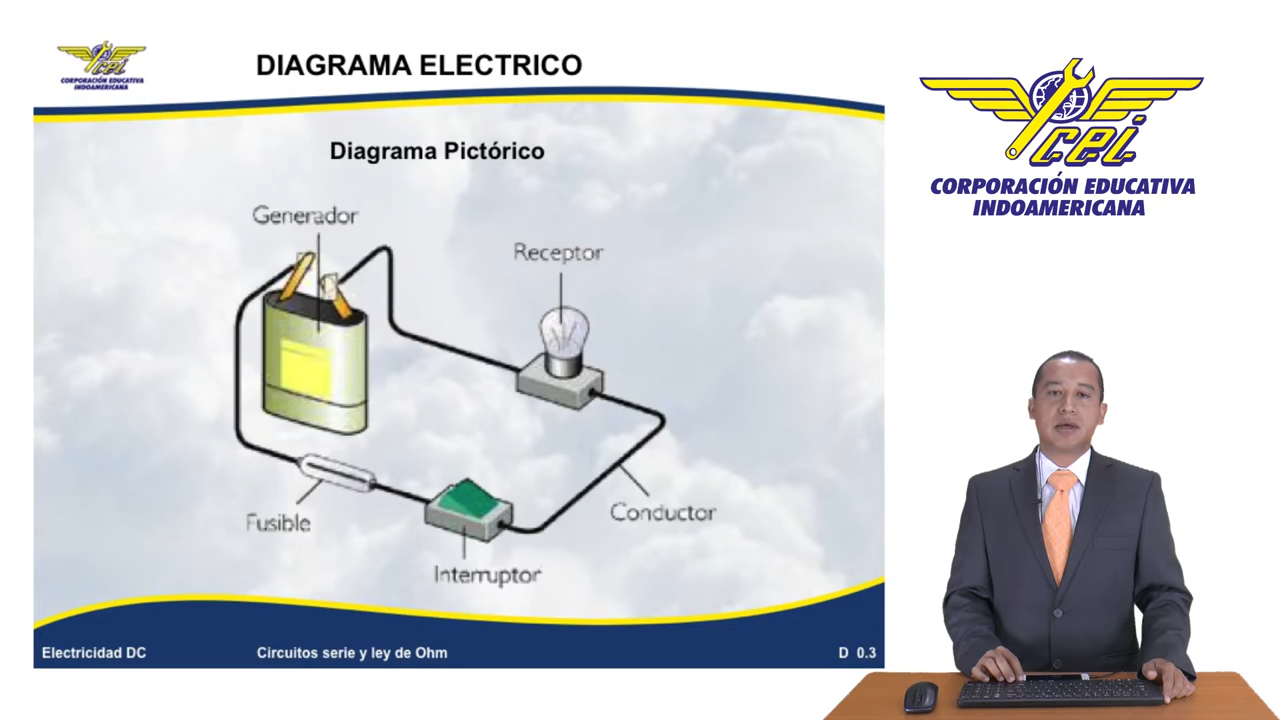 cei
CORPORACIÓN EDUCATIVA
INDOAMERICANA
DIAGRAMA ELECTRICO
Diagrama Pictórico
Generador
Receptor
Conductor
Fusible
Interruptor
Electricidad DC
Circuitos serie y ley de Ohm
D 0.3
cei
CORPORACIÓN EDUCATIVA
INDOAMERICANA